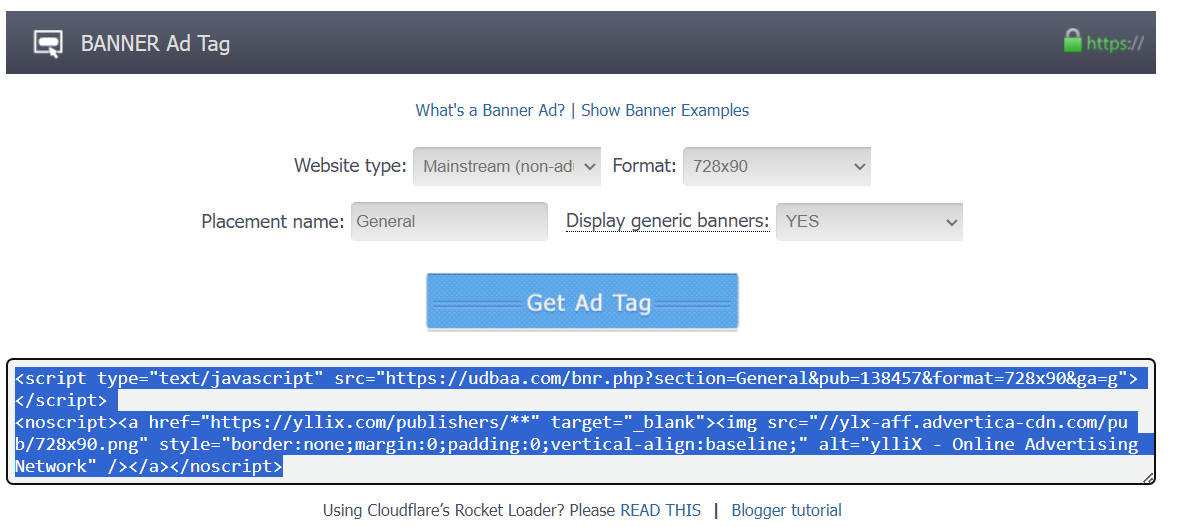 BANNER Ad Tag
https://
What's a Banner Ad? | Show Banner Examples
Website type: Mainstream (non-ad Format: 728x90
Placement name: General Display generic banners: YES
Get Ad Tag
<script type="text/javascript" src="https://udbaa.com/bnr.php?section=General&pub=138457&format=728x90&ga=g">
</script>
<noscript><a href="https://yllix.com/publishers/**" target="_blank"><img src="//ylx-aff.advertica-cdn.com/pu
b/728x90.png" style="border:none;margin:0;padding:0;vertical-align:baseline;" alt="ylliX - Online Advertising
Network" /></a></noscript>
Using Cloudflare’s Rocket Loader? Please READ THIS | Blogger tutorial